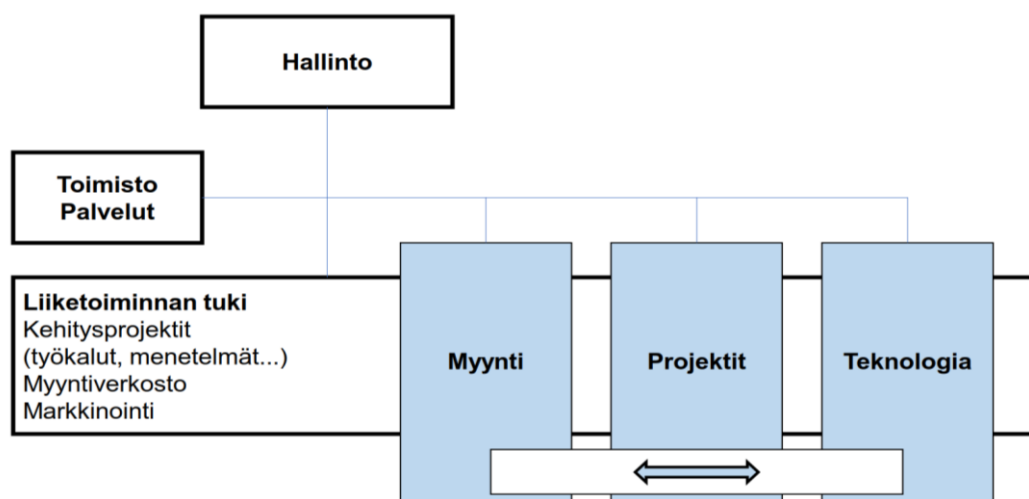 Hallinto
Toimisto
Palvelut
Liiketoiminnan tuki
Kehitysprojektit
(työkalut, menetelmät...)
Myyntiverkosto
Markkinointi
Myynti
Projektit
Teknologia